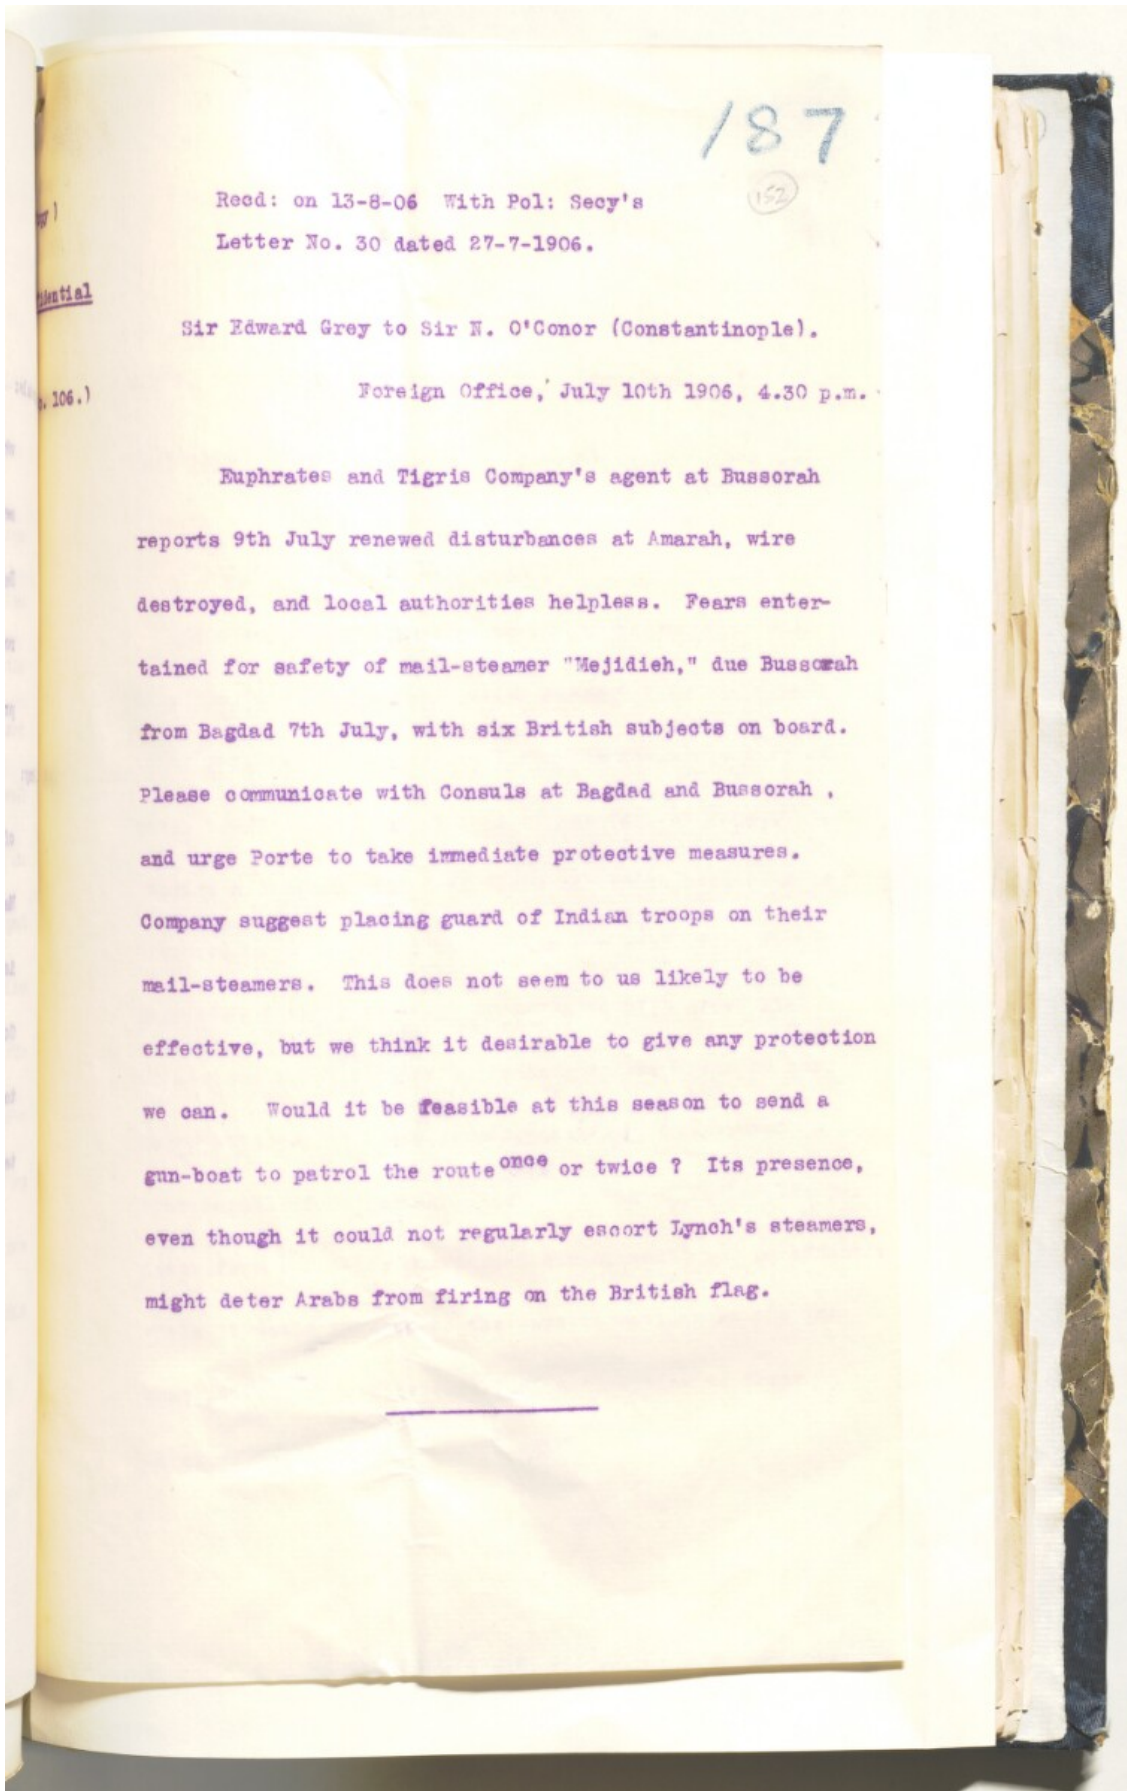 187
152
Recd: on 13-8-06 With Pol: Secy's
Letter No. 30 dated 27-7-1906.
Sir Edward Grey to Sir N. O'Conor (Constantinople).
Foreign Office, July 10th 1906, 4.30 p.m.
. 106.)
Euphrates and Tigris Company's agent at Bussorah
reports 9th July renewed disturbances at Amarah, wire
destroyed, and local authorities helpless. Fears enter-
tained for safety of mail-steamer "Mejidieh," due Bussorah
from Bagdad 7th July, with six British subjects on board.
Please communicate with Consuls at Bagdad and Bussorah ,
and urge Porte to take immediate protective measures.
Company suggest placing guard of Indian troops on their
mail-steamers. This does not seem to us likely to be
effective, but we think it desirable to give any protection
we can. Would it be feasible at this season to send a
gun-boat to patrol the route once or twice ? Its presence,
even though it could not regularly escort Lynch's steamers,
might deter Arabs from firing on the British flag.